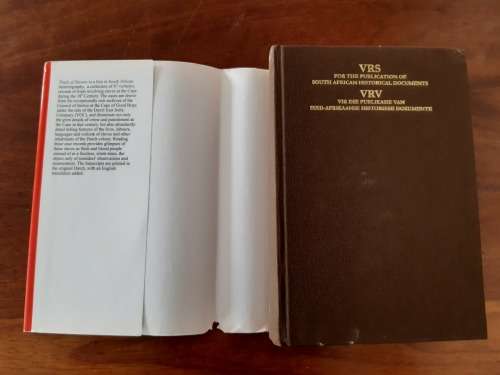 Trials of Slavery is a first in South African
historiography, a collection of 87 verbatim
records of trials involving slaves at the Cape
during the 18th Century. The cases are drawn
from the exceptionally rich archives of the
Council of Justice at the Cape of Good Hope
under the rule of the Dutch East India
Company (VOC), and illuminate not only
the grim details of crime and punishment at
the Cape in that century, but also abundantly
detail telling features of the lives, labours,
languages and outlook of slaves and other
inhabitants of the Dutch colony. Reading
these trial records provides glimpses of
these slaves as flesh and blood people
instead of as a faceless, silent mass, the
object only of outsiders' observations and
reconstruction. The transcripts are printed in
the original Dutch, with an English
translation added.
VRS
FOR THE PUBLICATION OF
SOUTH AFRICAN HISTORICAL DOCUMENTS
VRV
VIR DIE PUBLIKASIE VAN
SUID-AFRIKAANSE HISTORIESE DOKUMENTE